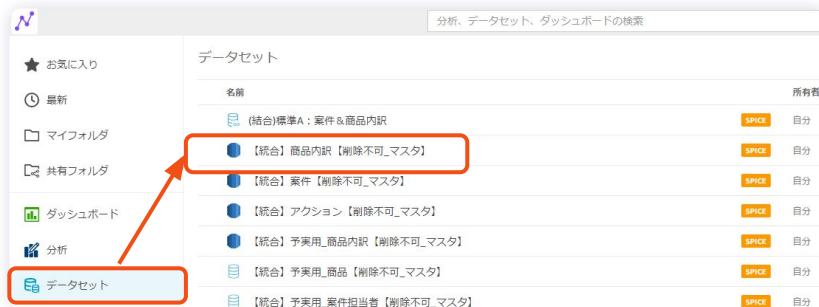 分析、データセット、ダッシュボードの検索
お気に入り
最新
マイフォルダ
共有フォルダ
ダッシュボード
分析
データセット
データセット
名前 所有者
(結合)標準A：案件＆商品内訳 SPICE 自分
【統合】商品内訳【削除不可_マスタ】 SPICE 自分
【統合】案件【削除不可_マスタ】 SPICE 自分
【統合】アクション【削除不可_マスタ】 SPICE 自分
【統合】予実用_商品内訳【削除不可_マスタ】 SPICE 自分
【統合】予実用_商品【削除不可_マスタ】 SPICE 自分
【統合】予実用_案件担当者【削除不可_マスタ】 SPICE 自分